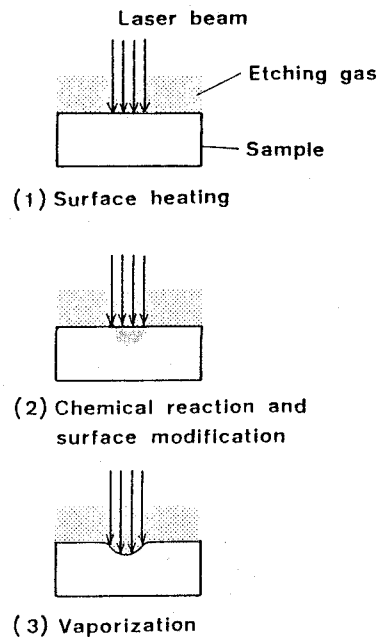 Laser beam
Etching gas
Sample
(1) Surface heating
(2) Chemical reaction and
surface modification
(3) Vaporization